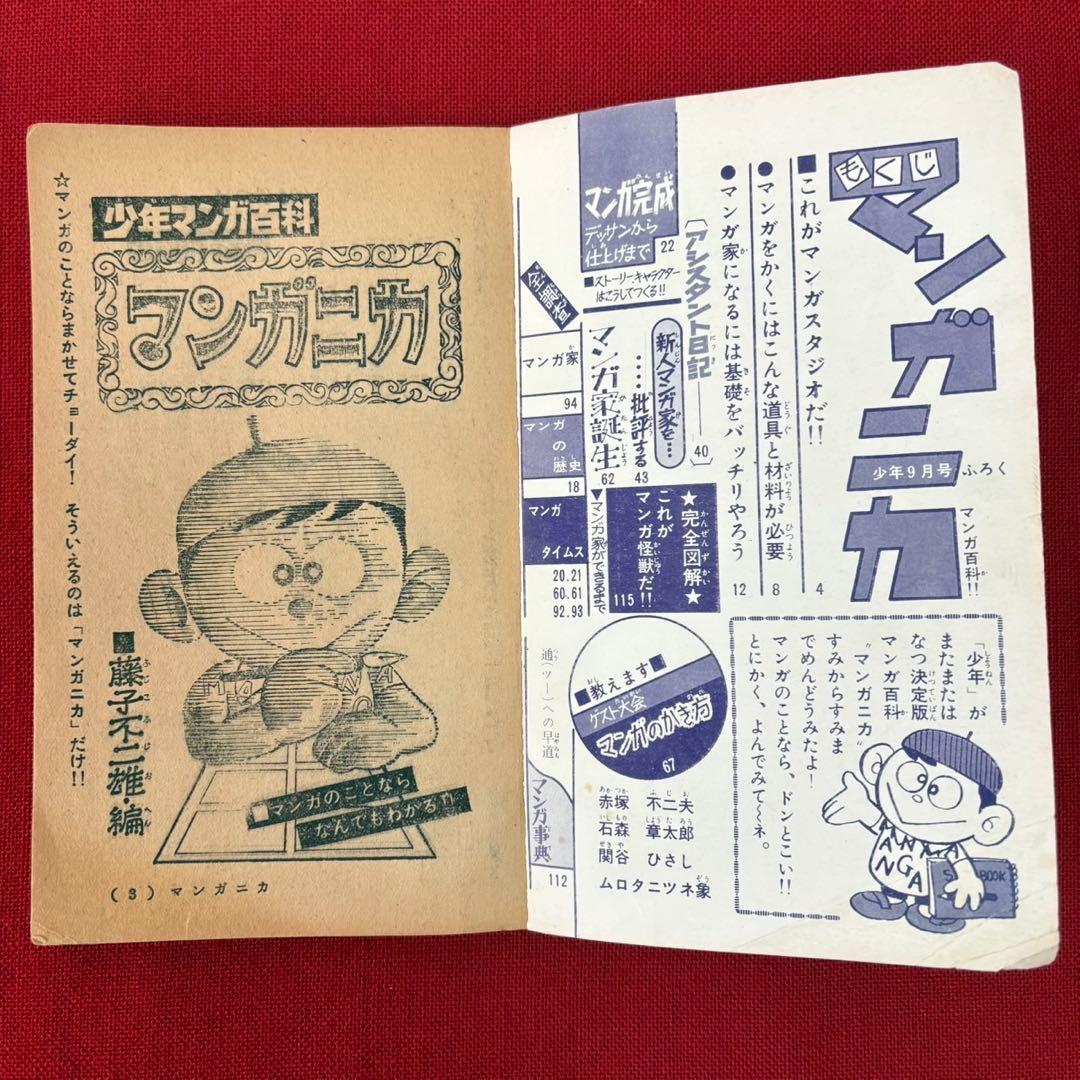 もくじ
マンガニカ
少年9月号ふろく
マンガ百科!!
■これがマンガスタジオだ!! 4
●マンガをかくにはこんな道具と材料が必要 8
●マンガ家になるには基礎をバッチリやろう 12
「少年」が
またまたは
なつ決定版
マンガ百科
"マンガニカ"
すみからすみま
でめんどうみたよ!
マンガのことなら、ドンとこい!!
とにかく、よんでみて〜ネ。
MANGA
BOOK
マンガ完成
デッサンから
仕上げまで
22
■ストーリーキャラクター
はこうしてつくる!!
〔アシスタント日記——40〕
新人マンガ家を…
……批評する
43
マンガ家誕生
62
▼マンガ家ができるまで
★完全図解★
これが
マンガ怪獣だ!!
115
全調査
マンガ家
94
マンガ
の
歴史
18
マンガ
タイムス
20.21
60.61
92.93
■教えます■
ゲスト大会
マンガのかき方
67
赤塚 不二夫
石森 章太郎
関谷 ひさし
ムロタニツネ象
通(ツー)への早道
マンガ事典
112
☆マンガのことならまかせてチョーダイ! そういえるのは「マンガニカ」だけ!!
少年マンガ百科
マンガニカ
■藤子不二雄編
■マンガのことなら
なんでもわかる!!
(3) マンガニカ